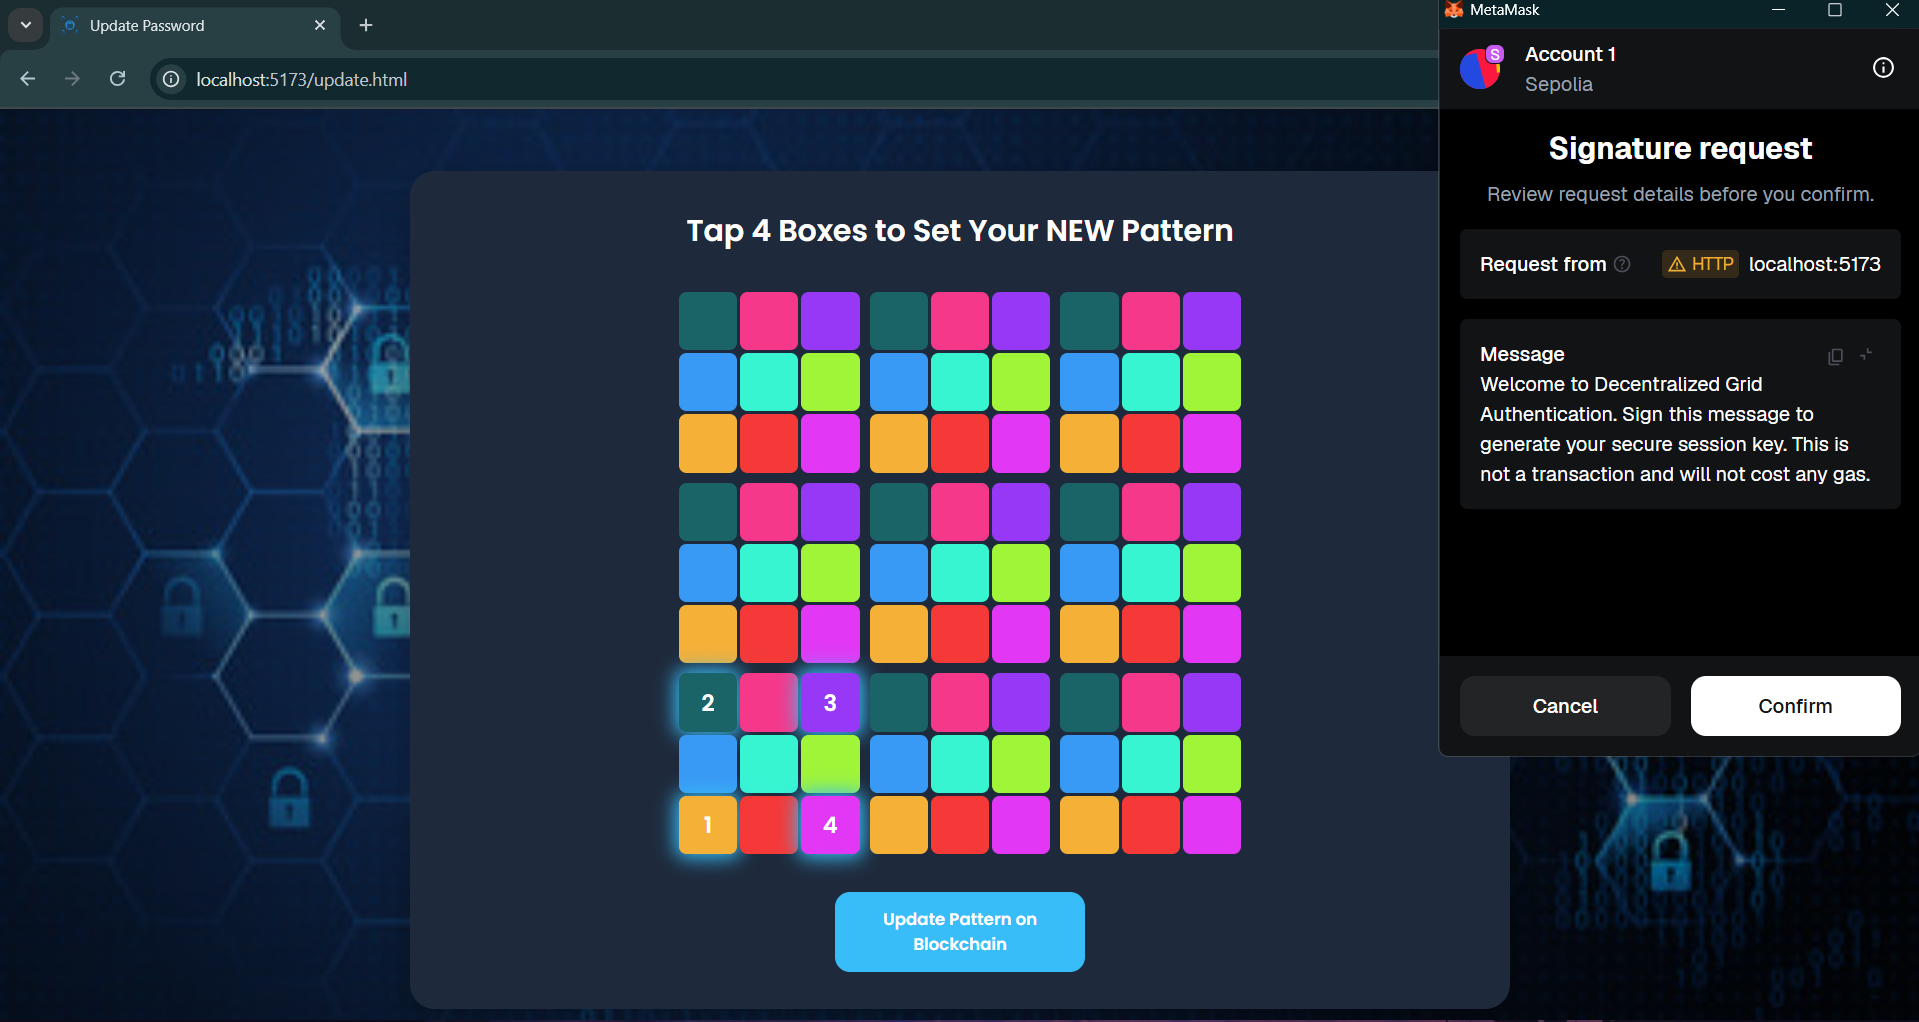 Update Password
localhost:5173/update.html
MetaMask
S
Account 1
Sepolia
Signature request
Review request details before you confirm.
Request from
HTTP
localhost:5173
Message
Welcome to Decentralized Grid
Authentication. Sign this message to
generate your secure session key. This is
not a transaction and will not cost any gas.
Cancel
Confirm
Tap 4 Boxes to Set Your NEW Pattern
2
3
1
4
Update Pattern on
Blockchain